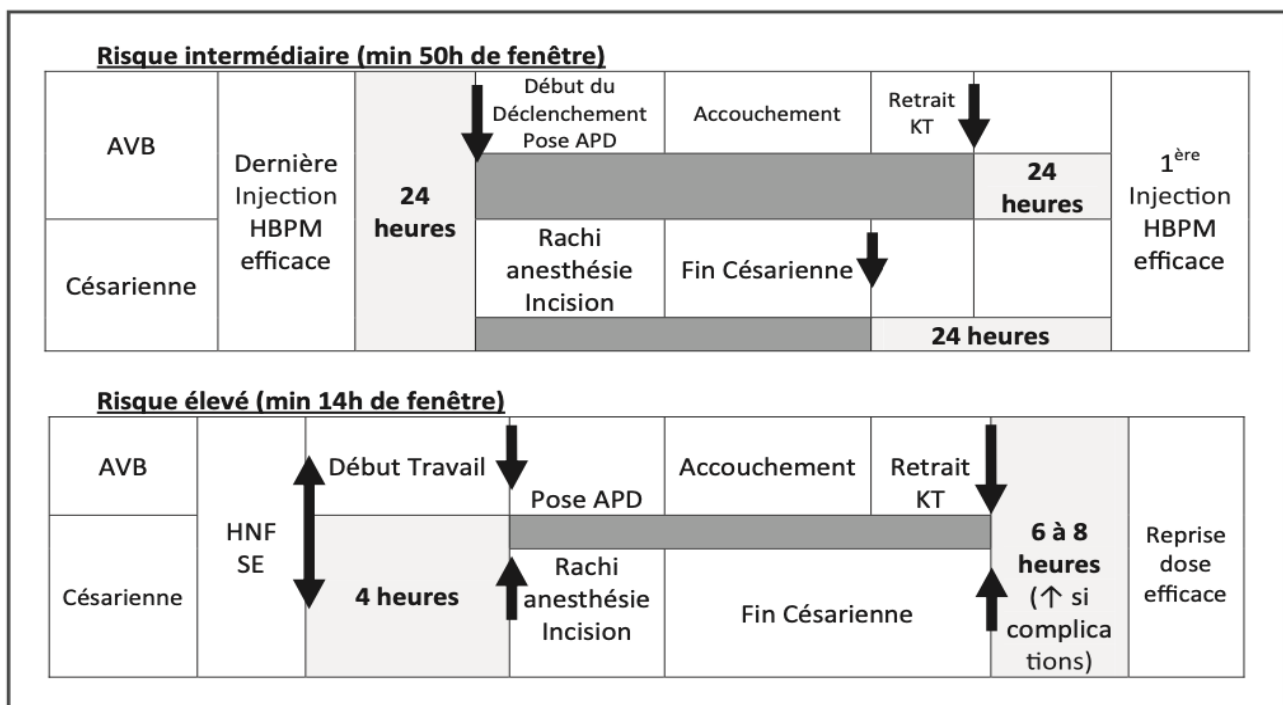 Risque intermédiaire (min 50h de fenêtre)
AVB
Dernière
Injection
HBPM
efficace
24
heures
Début du
Déclenchement
Pose APD
Accouchement
Retrait
KT
24
heures
1ère
Injection
HBPM
efficace
Césarienne
Rachi
anesthésie
Incision
Fin Césarienne
24 heures
Risque élevé (min 14h de fenêtre)
AVB
HNF
SE
Début Travail
Pose APD
Accouchement
Retrait
KT
6 à 8
heures
(↑ si
complica
tions)
Reprise
dose
efficace
Césarienne
4 heures
Rachi
anesthésie
Incision
Fin Césarienne